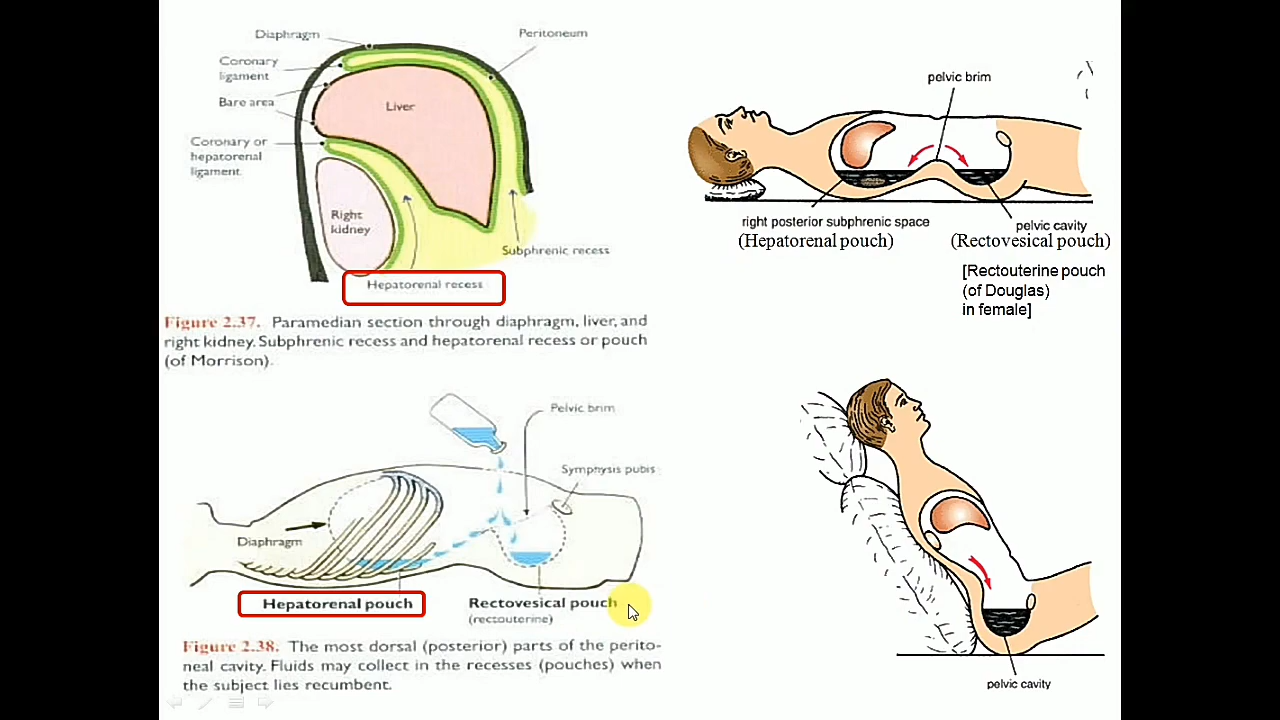 Diaphragm
Peritoneum
Coronary
ligament
Bare area
Liver
Coronary or
hepatorenal
ligament.
Right
kidney
Subphrenic recess
Hepatorenal recess
Figure 2.37. Paramedian section through diaphragm, liver, and
right kidney. Subphrenic recess and hepatorenal recess or pouch
(of Morrison).
pelvic brim
right posterior subphrenic space
(Hepatorenal pouch)
pelvic cavity
(Rectovesical pouch)
[Rectouterine pouch
(of Douglas)
in female]
Pelvic brim
Symphysis pubis
Diaphragm
Hepatorenal pouch
Rectovesical pouch
(rectouterine)
Figure 2.38. The most dorsal (posterior) parts of the perito-
neal cavity. Fluids may collect in the recesses (pouches) when
the subject lies recumbent.
pelvic cavity